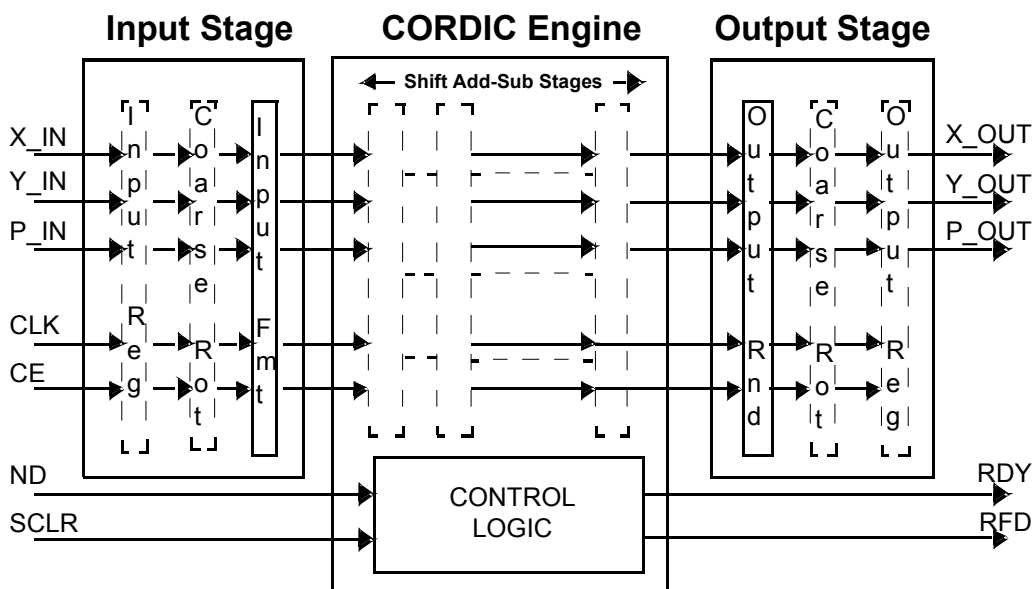 Input Stage
CORDIC Engine
Output Stage
Shift Add-Sub Stages
X_IN
Y_IN
P_IN
CLK
CE
ND
SCLR
Input Reg
Coarse Rot
Input Fmt
CONTROL
LOGIC
Output Rnd
Coarse Rot
Output Reg
X_OUT
Y_OUT
P_OUT
RDY
RFD